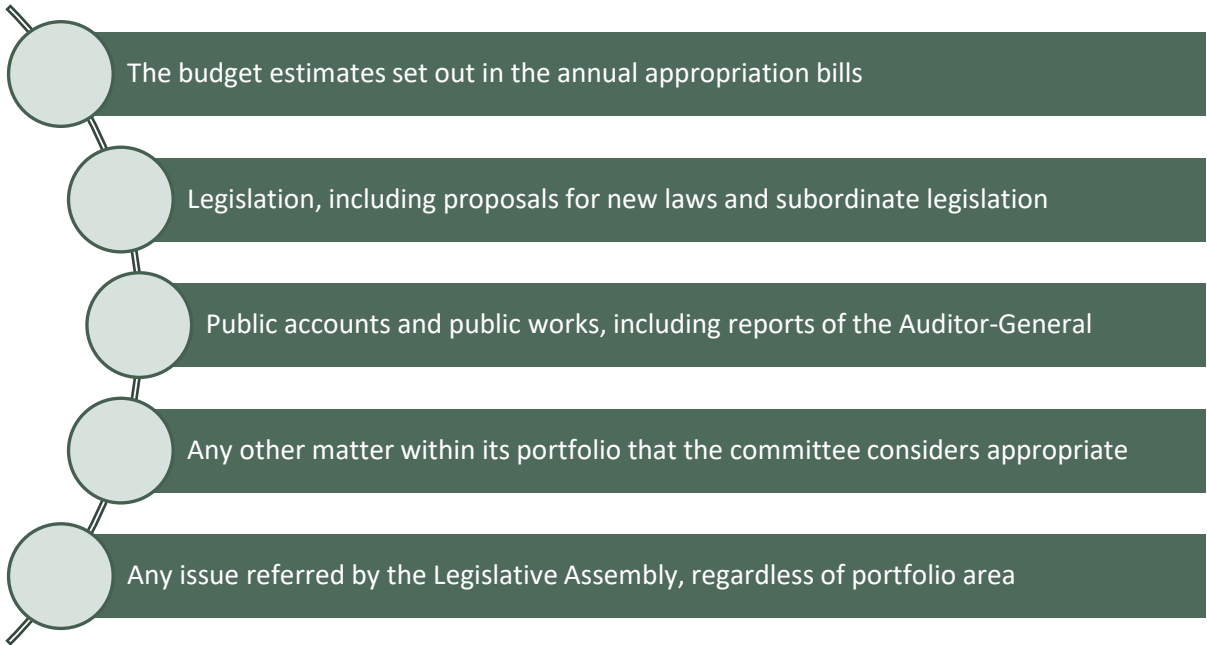 The budget estimates set out in the annual appropriation bills
Legislation, including proposals for new laws and subordinate legislation
Public accounts and public works, including reports of the Auditor-General
Any other matter within its portfolio that the committee considers appropriate
Any issue referred by the Legislative Assembly, regardless of portfolio area